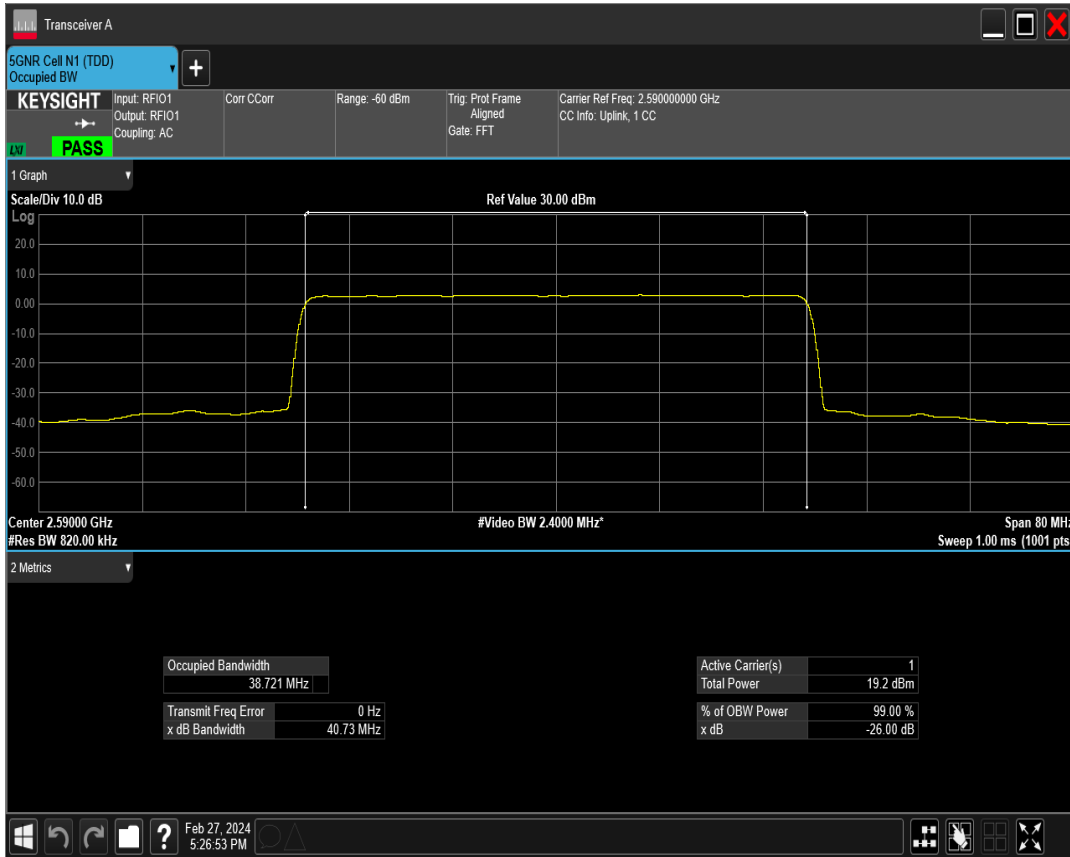 Transceiver A
5GNR Cell N1 (TDD)
Occupied BW
KEYSIGHT
LXI
PASS
Input: RFIO1
Output: RFIO1
Coupling: AC
Corr CCorr
Range: -60 dBm
Trig: Prot Frame
Aligned
Gate: FFT
Carrier Ref Freq: 2.590000000 GHz
CC Info: Uplink, 1 CC
1 Graph
Scale/Div 10.0 dB
Ref Value 30.00 dBm
Log
20.0
10.0
0.00
-10.0
-20.0
-30.0
-40.0
-50.0
-60.0
Center 2.59000 GHz
#Video BW 2.4000 MHz*
Span 80 MHz
#Res BW 820.00 kHz
Sweep 1.00 ms (1001 pts
2 Metrics
Occupied Bandwidth
38.721 MHz
Transmit Freq Error 0 Hz
x dB Bandwidth 40.73 MHz
Active Carrier(s) 1
Total Power 19.2 dBm
% of OBW Power 99.00 %
x dB -26.00 dB
?
Feb 27, 2024
5:26:53 PM